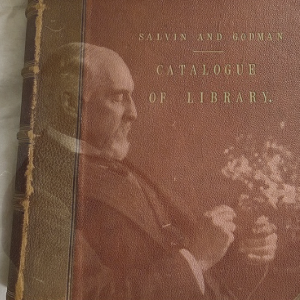 SALVIN AND GODMAN
CATALOGUE
OF LIBRARY.